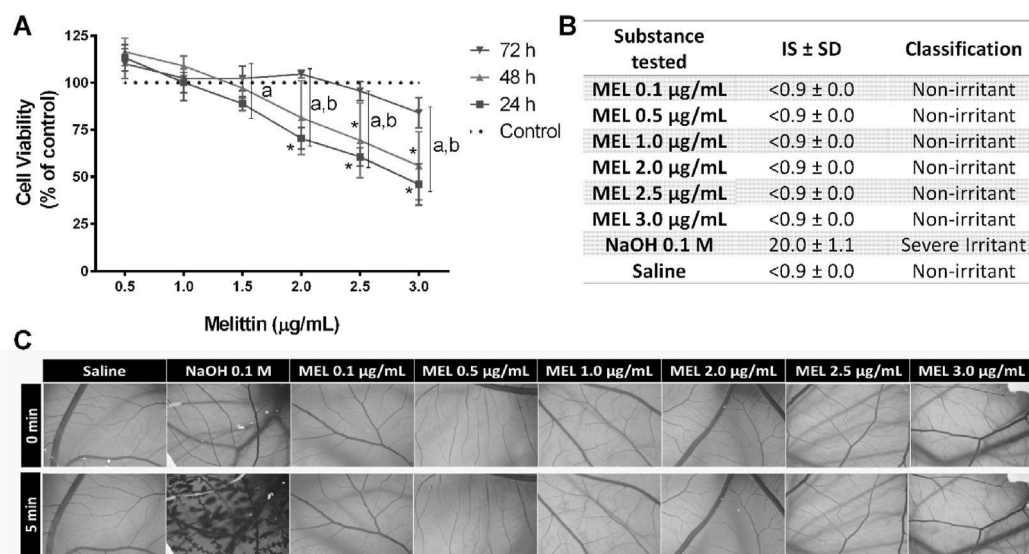 A
125
100
75
50
25
0
Cell Viability
(% of control)
0.5 1.0 1.5 2.0 2.5 3.0
Melittin (µg/mL)
a
a,b
a,b
a,b
*
*
*
*
*
72 h
48 h
24 h
Control
B
Substance tested IS ± SD Classification
MEL 0.1 µg/mL <0.9 ± 0.0 Non-irritant
MEL 0.5 µg/mL <0.9 ± 0.0 Non-irritant
MEL 1.0 µg/mL <0.9 ± 0.0 Non-irritant
MEL 2.0 µg/mL <0.9 ± 0.0 Non-irritant
MEL 2.5 µg/mL <0.9 ± 0.0 Non-irritant
MEL 3.0 µg/mL <0.9 ± 0.0 Non-irritant
NaOH 0.1 M 20.0 ± 1.1 Severe Irritant
Saline <0.9 ± 0.0 Non-irritant
C
Saline NaOH 0.1 M MEL 0.1 µg/mL MEL 0.5 µg/mL MEL 1.0 µg/mL MEL 2.0 µg/mL MEL 2.5 µg/mL MEL 3.0 µg/mL
0 min
5 min